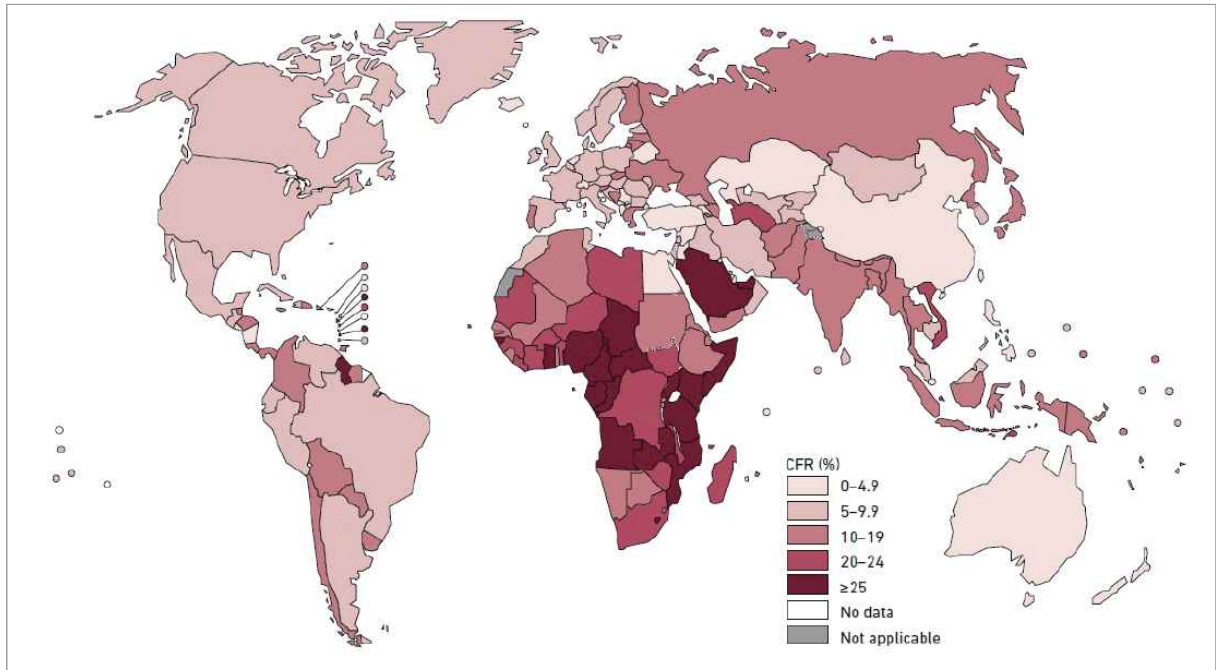 CFR (%)
0–4.9
5–9.9
10–19
20–24
≥25
No data
Not applicable